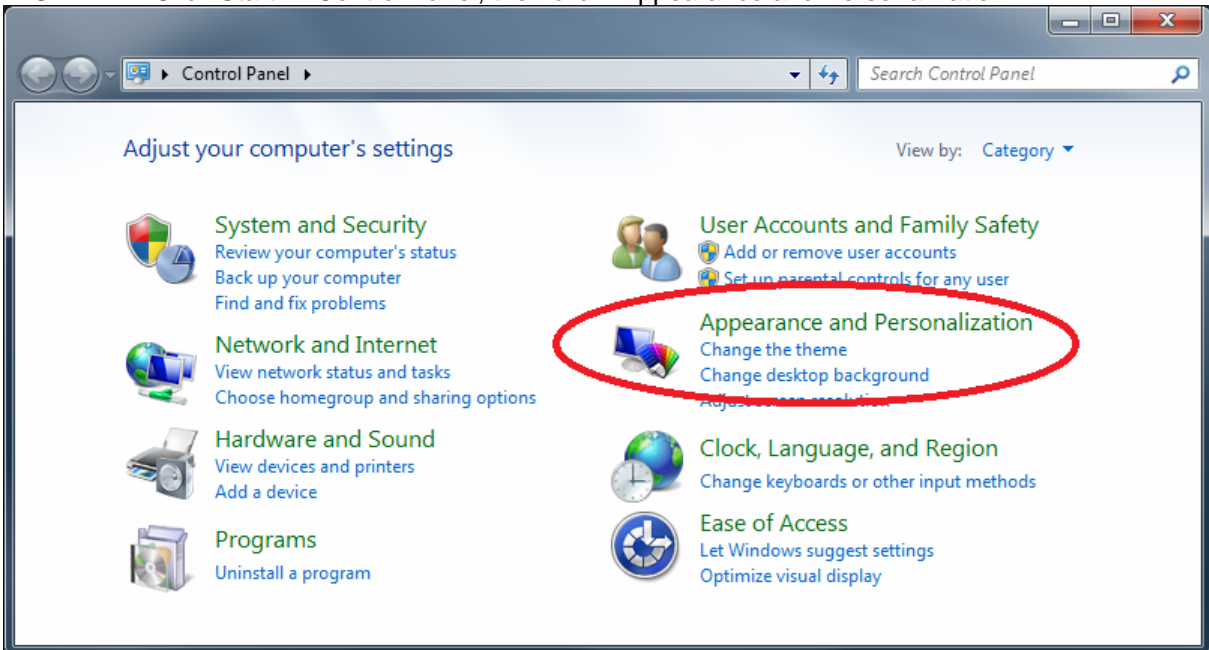 Control Panel
Search Control Panel
Adjust your computer's settings
View by: Category
System and Security
Review your computer's status
Back up your computer
Find and fix problems
Network and Internet
View network status and tasks
Choose homegroup and sharing options
Hardware and Sound
View devices and printers
Add a device
Programs
Uninstall a program
User Accounts and Family Safety
Add or remove user accounts
Set up parental controls for any user
Appearance and Personalization
Change the theme
Change desktop background
Adjust screen resolution
Clock, Language, and Region
Change keyboards or other input methods
Ease of Access
Let Windows suggest settings
Optimize visual display